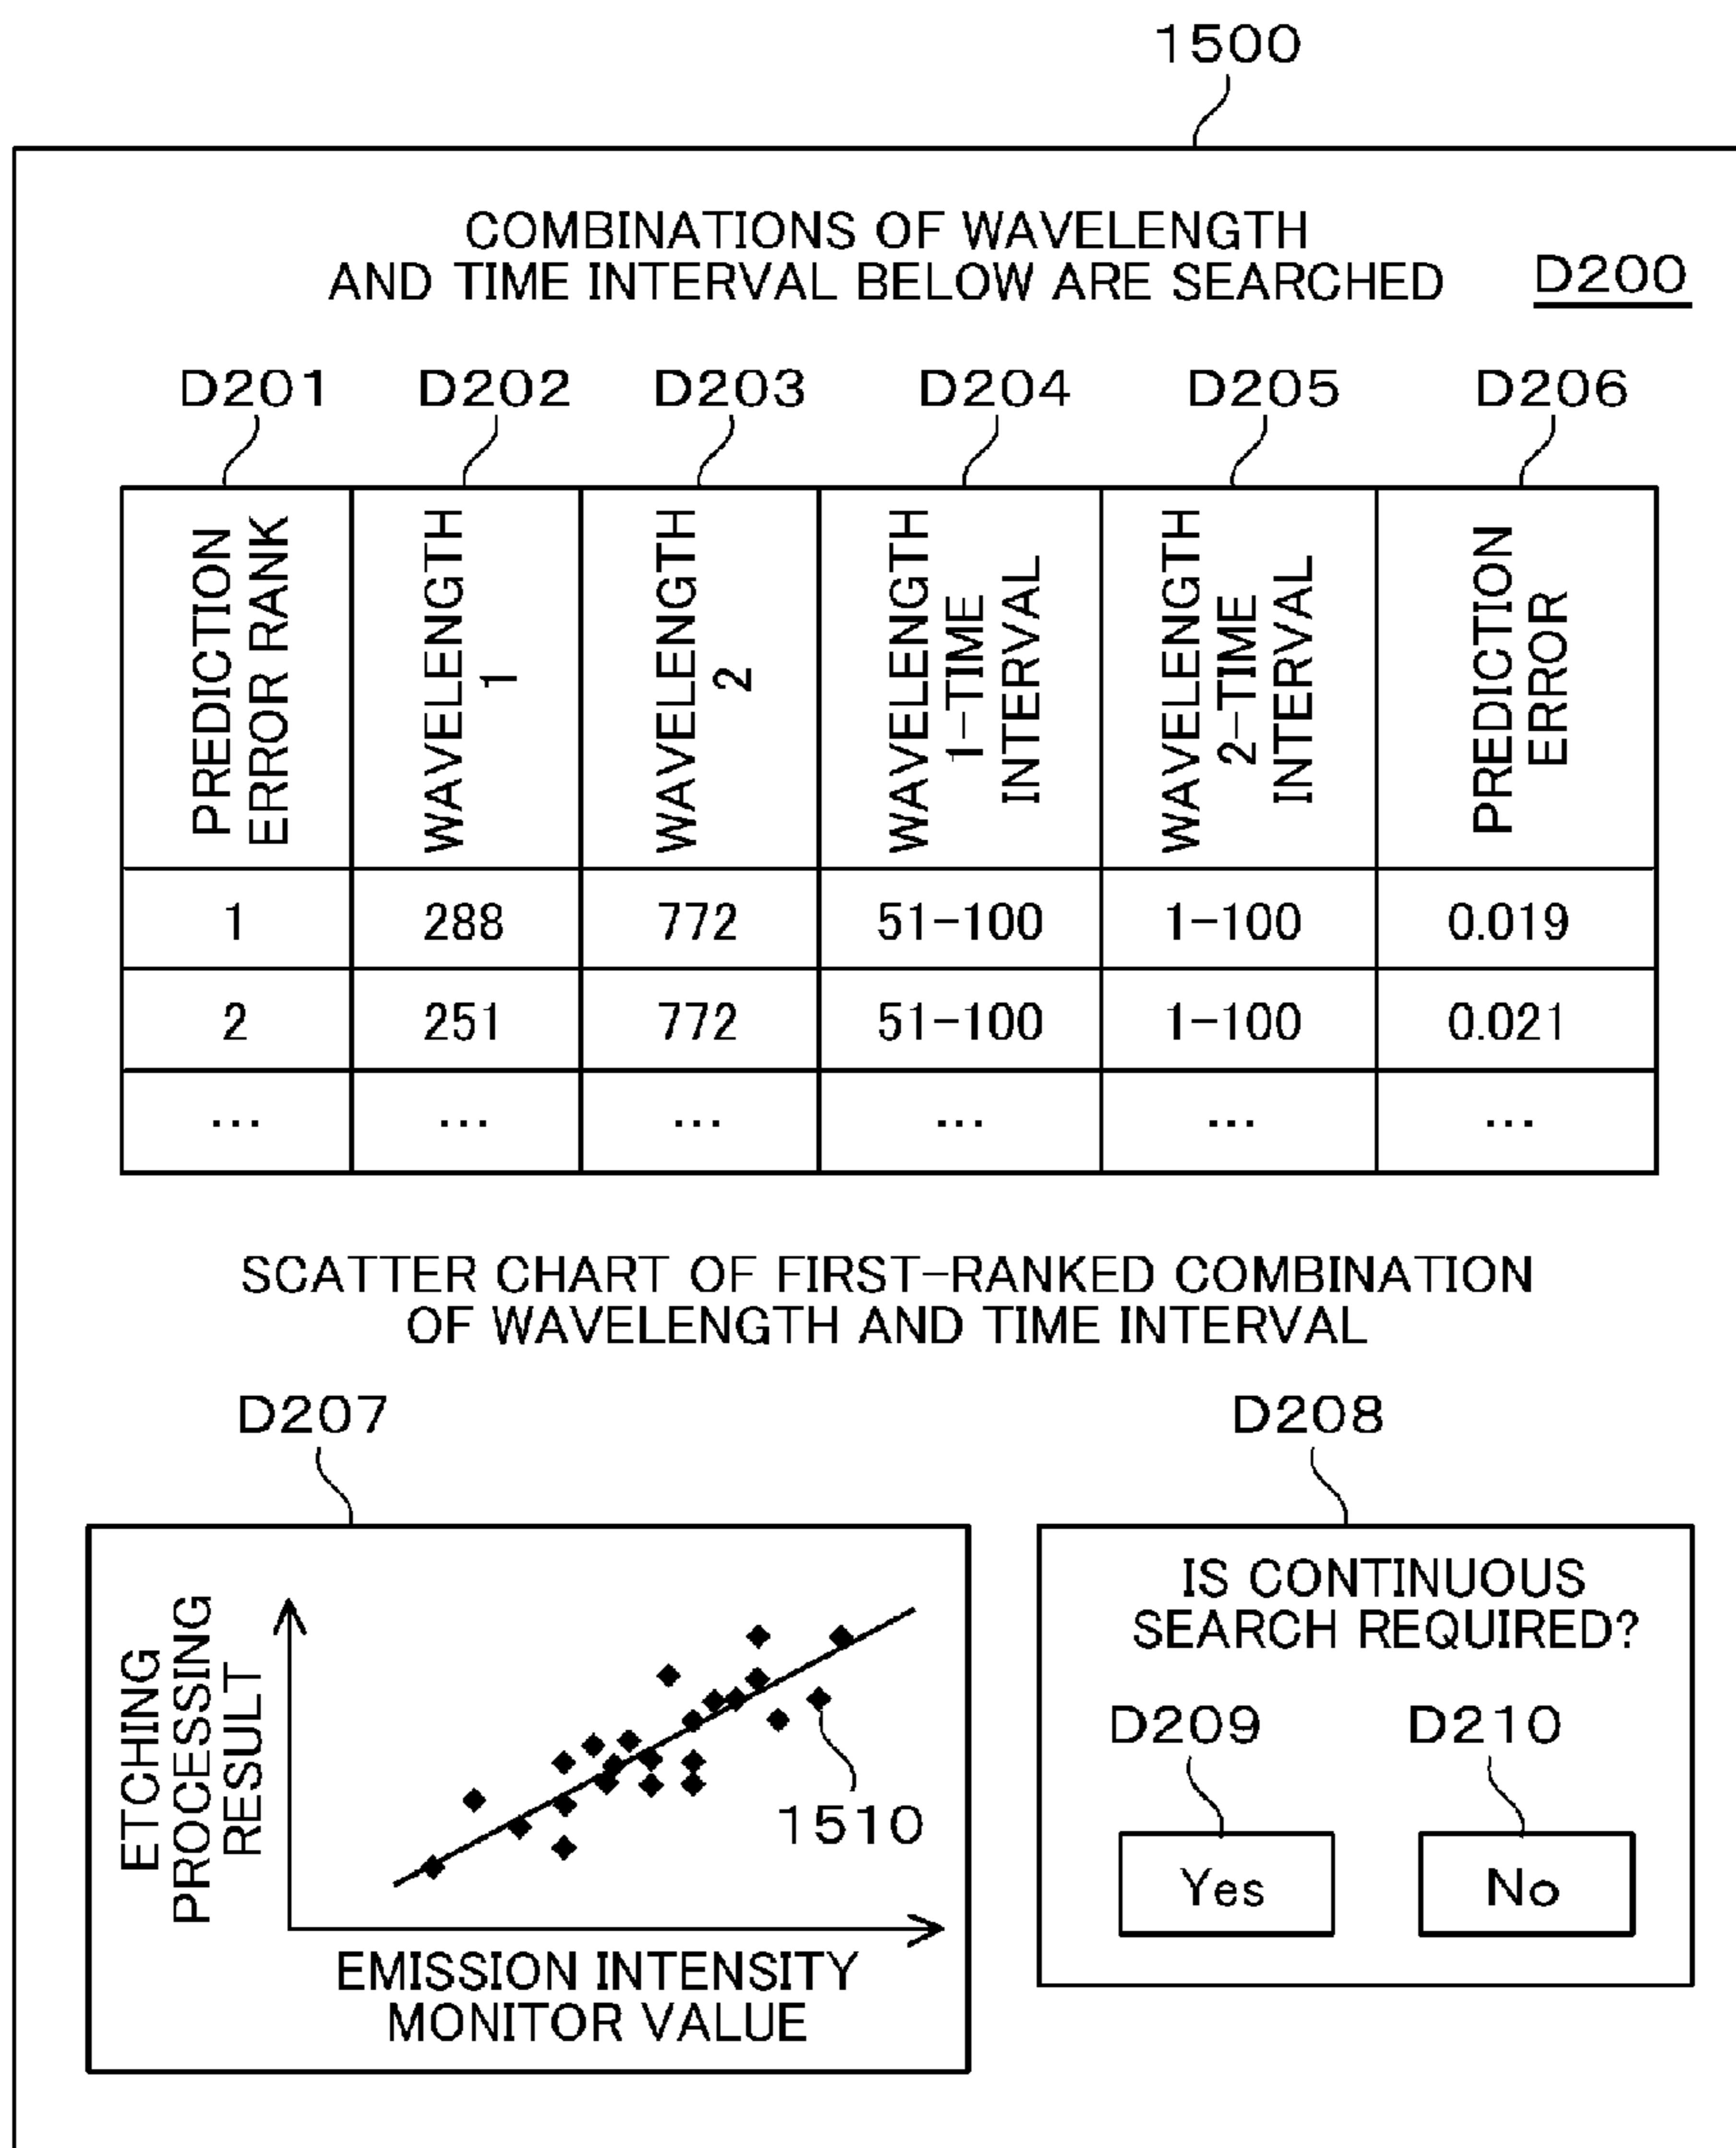 1500
COMBINATIONS OF WAVELENGTH
AND TIME INTERVAL BELOW ARE SEARCHED
D200
D201 D202 D203 D204 D205 D206
PREDICTION
ERROR RANK
WAVELENGTH
1
WAVELENGTH
2
WAVELENGTH
1-TIME
INTERVAL
WAVELENGTH
2-TIME
INTERVAL
PREDICTION
ERROR
1 288 772 51-100 1-100 0.019
2 251 772 51-100 1-100 0.021
... ... ... ... ... ...
SCATTER CHART OF FIRST-RANKED COMBINATION
OF WAVELENGTH AND TIME INTERVAL
D207
ETCHING
PROCESSING
RESULT
1510
EMISSION INTENSITY
MONITOR VALUE
D208
IS CONTINUOUS
SEARCH REQUIRED?
D209 D210
Yes No